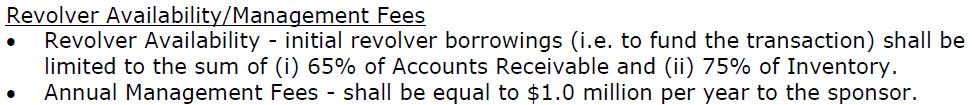 Revolver Availability/Management Fees
• Revolver Availability - initial revolver borrowings (i.e. to fund the transaction) shall be
limited to the sum of (i) 65% of Accounts Receivable and (ii) 75% of Inventory.
• Annual Management Fees - shall be equal to $1.0 million per year to the sponsor.